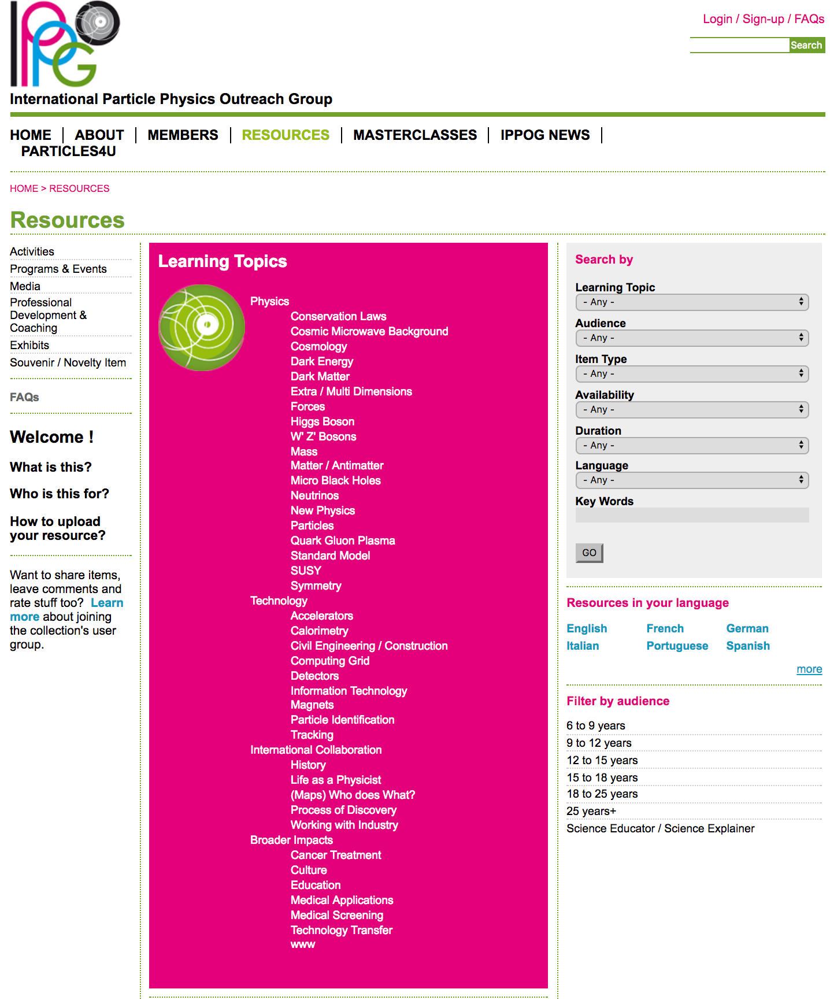 IPPOG
Login / Sign-up / FAQs
Search
International Particle Physics Outreach Group
HOME | ABOUT | MEMBERS | RESOURCES | MASTERCLASSES | IPPOG NEWS |
PARTICLES4U
HOME > RESOURCES
Resources
Activities
Programs & Events
Media
Professional
Development &
Coaching
Exhibits
Souvenir / Novelty Item
FAQs
Welcome !
What is this?
Who is this for?
How to upload
your resource?
Want to share items,
leave comments and
rate stuff too? Learn
more about joining
the collection's user
group.
Learning Topics
Physics
Conservation Laws
Cosmic Microwave Background
Cosmology
Dark Energy
Dark Matter
Extra / Multi Dimensions
Forces
Higgs Boson
W' Z' Bosons
Mass
Matter / Antimatter
Micro Black Holes
Neutrinos
New Physics
Particles
Quark Gluon Plasma
Standard Model
SUSY
Symmetry
Technology
Accelerators
Calorimetry
Civil Engineering / Construction
Computing Grid
Detectors
Information Technology
Magnets
Particle Identification
Tracking
International Collaboration
History
Life as a Physicist
(Maps) Who does What?
Process of Discovery
Working with Industry
Broader Impacts
Cancer Treatment
Culture
Education
Medical Applications
Medical Screening
Technology Transfer
www
Search by
Learning Topic
- Any -
Audience
- Any -
Item Type
- Any -
Availability
- Any -
Duration
- Any -
Language
- Any -
Key Words
GO
Resources in your language
English French German
Italian Portuguese Spanish
more
Filter by audience
6 to 9 years
9 to 12 years
12 to 15 years
15 to 18 years
18 to 25 years
25 years+
Science Educator / Science Explainer